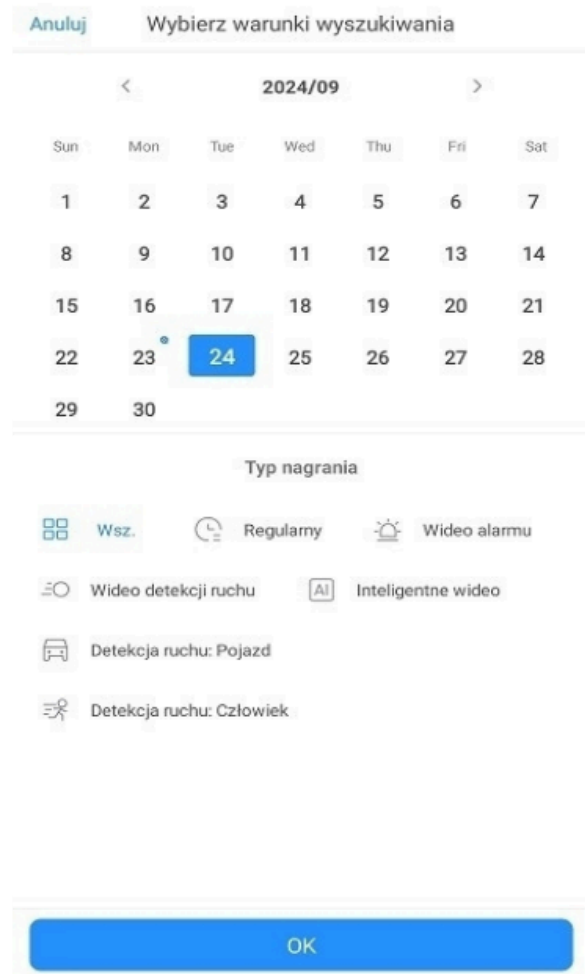 Anuluj Wybierz warunki wyszukiwania
< 2024/09 >
Sun Mon Tue Wed Thu Fri Sat
1 2 3 4 5 6 7
8 9 10 11 12 13 14
15 16 17 18 19 20 21
22 23 24 25 26 27 28
29 30
Typ nagrania
Wsz. Regularny Wideo alarmu
Wideo detekcji ruchu AI Inteligentne wideo
Detekcja ruchu: Pojazd
Detekcja ruchu: Człowiek
OK